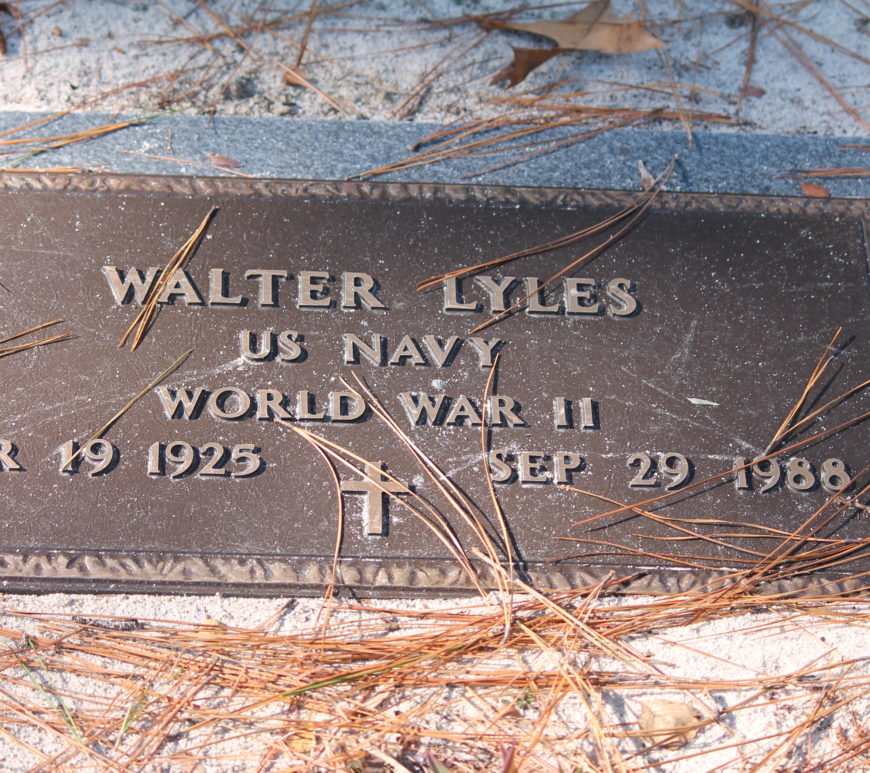 WALTER LYLES
US NAVY
WORLD WAR II
19 1925 SEP 29 1988